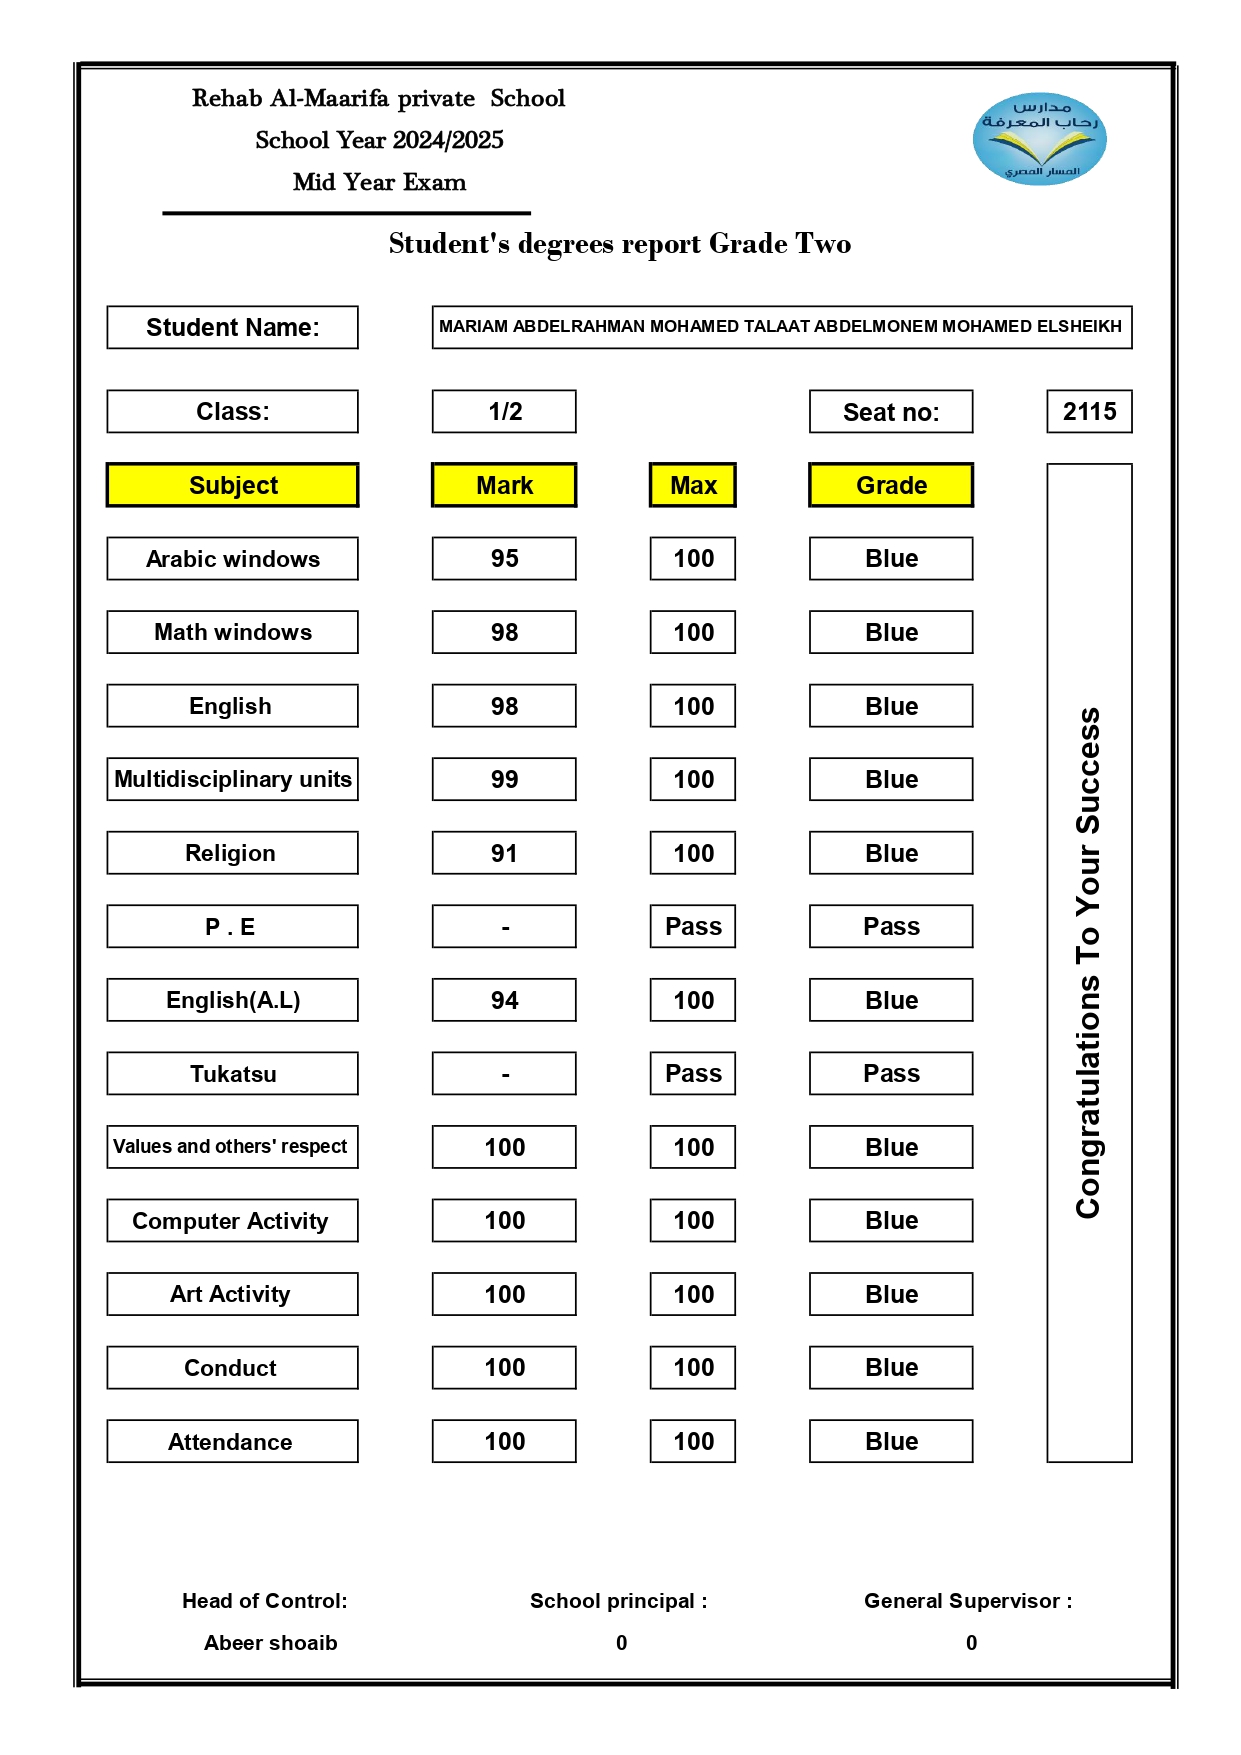 Rehab Al-Maarifa private School
School Year 2024/2025
Mid Year Exam
مدارس
رحاب المعرفة
المسار المصري
Student's degrees report Grade Two
Student Name: MARIAM ABDELRAHMAN MOHAMED TALAAT ABDELMONEM MOHAMED ELSHEIKH
Class: 1/2 Seat no: 2115
Subject Mark Max Grade
Arabic windows 95 100 Blue
Math windows 98 100 Blue
English 98 100 Blue
Multidisciplinary units 99 100 Blue
Religion 91 100 Blue
P . E - Pass Pass
English(A.L) 94 100 Blue
Tukatsu - Pass Pass
Values and others' respect 100 100 Blue
Computer Activity 100 100 Blue
Art Activity 100 100 Blue
Conduct 100 100 Blue
Attendance 100 100 Blue
Congratulations To Your Success
Head of Control: School principal : General Supervisor :
Abeer shoaib 0 0